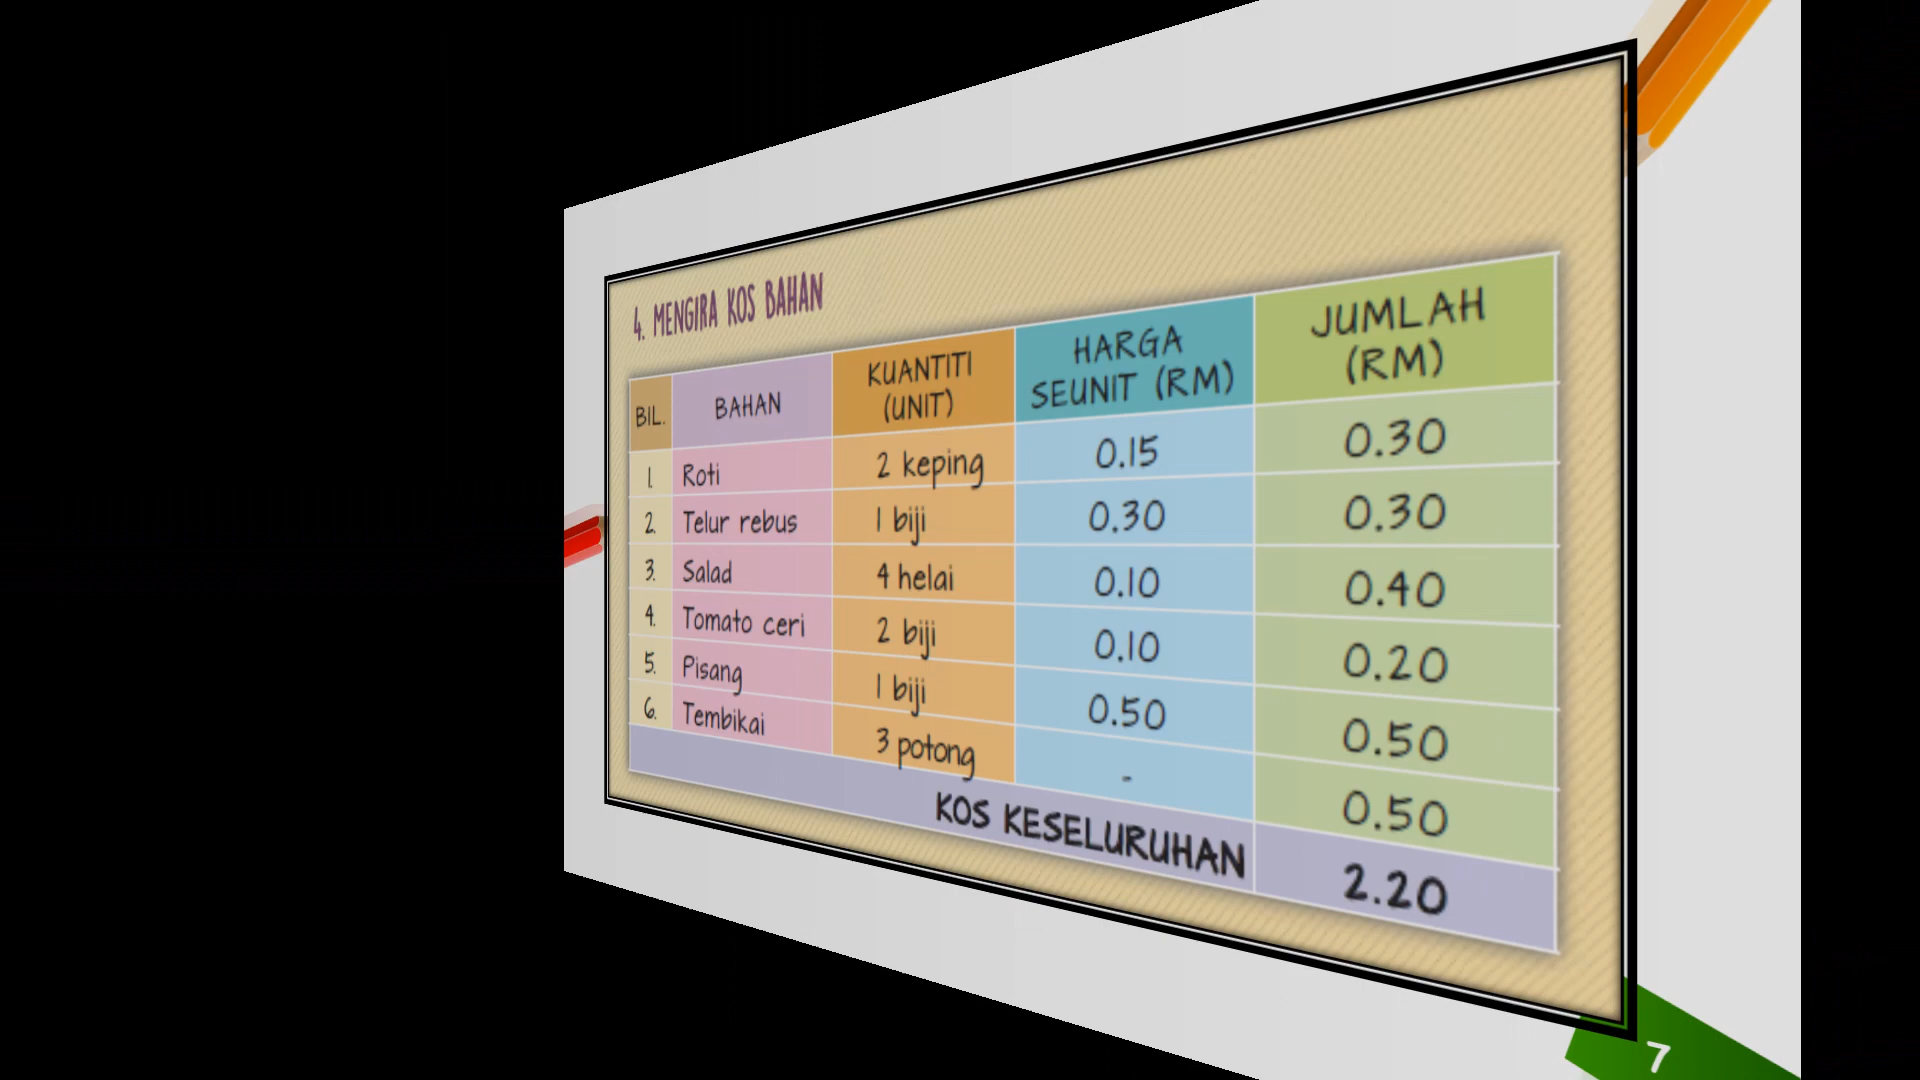 4. MENGIRA KOS BAHAN
BIL. BAHAN KUANTITI (UNIT) HARGA SEUNIT (RM) JUMLAH (RM)
1. Roti 2 keping 0.15 0.30
2. Telur rebus 1 biji 0.30 0.30
3. Salad 4 helai 0.10 0.40
4. Tomato ceri 2 biji 0.10 0.20
5. Pisang 1 biji 0.50 0.50
6. Tembikai 3 potong - 0.50
KOS KESELURUHAN 2.20
7